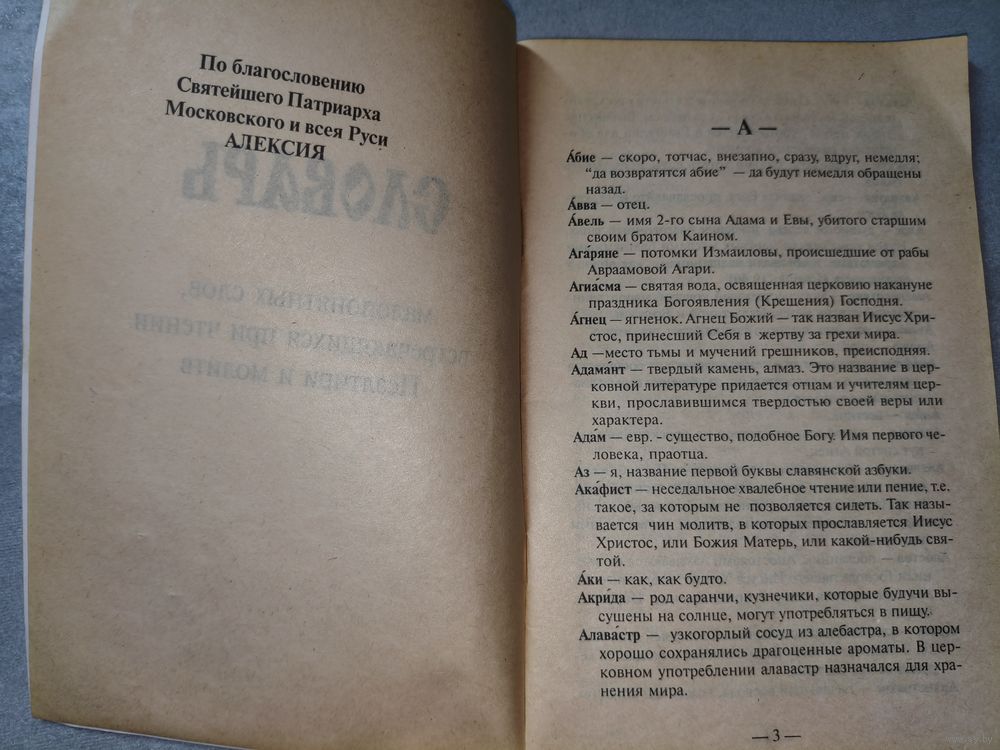 По благословению
Святейшего Патриарха
Московского и всея Руси
АЛЕКСИЯ
СЛОВАРЬ
малопонятных слов,
встречающихся при чтении
Псалтири и молитв
— А —
А́бие — скоро, тотчас, внезапно, сразу, вдруг, немедля;
“да возвратятся абие” — да будут немедля обращены
назад.
А́вва — отец.
А́вель — имя 2-го сына Адама и Евы, убитого старшим
своим братом Каином.
Ага́ряне — потомки Измаиловы, происшедшие от рабы
Авраамовой Агари.
Агиа́сма — святая вода, освященная церковию накануне
праздника Богоявления (Крещения) Господня.
А́гнец — ягненок. Агнец Божий — так назван Иисус Хри-
стос, принесший Себя в жертву за грехи мира.
Ад —место тьмы и мучений грешников, преисподняя.
Адама́нт — твердый камень, алмаз. Это название в цер-
ковной литературе придается отцам и учителям цер-
кви, прославившимся твердостью своей веры или
характера.
Ада́м — евр. - существо, подобное Богу. Имя первого че-
ловека, праотца.
Аз — я, название первой буквы славянской азбуки.
Ака́фист — неседальное хвалебное чтение или пение, т.е.
такое, за которым не позволяется сидеть. Так назы-
вается чин молитв, в которых прославляется Иисус
Христос, или Божия Матерь, или какой-нибудь свя-
той.
А́ки — как, как будто.
Акри́да — род саранчи, кузнечики, которые будучи вы-
сушены на солнце, могут употребляться в пищу.
Алава́стр — узкогорлый сосуд из алебастра, в котором
хорошо сохранялись драгоценные ароматы. В цер-
ковном употреблении алавастр назначался для хра-
нения мира.
— 3 —